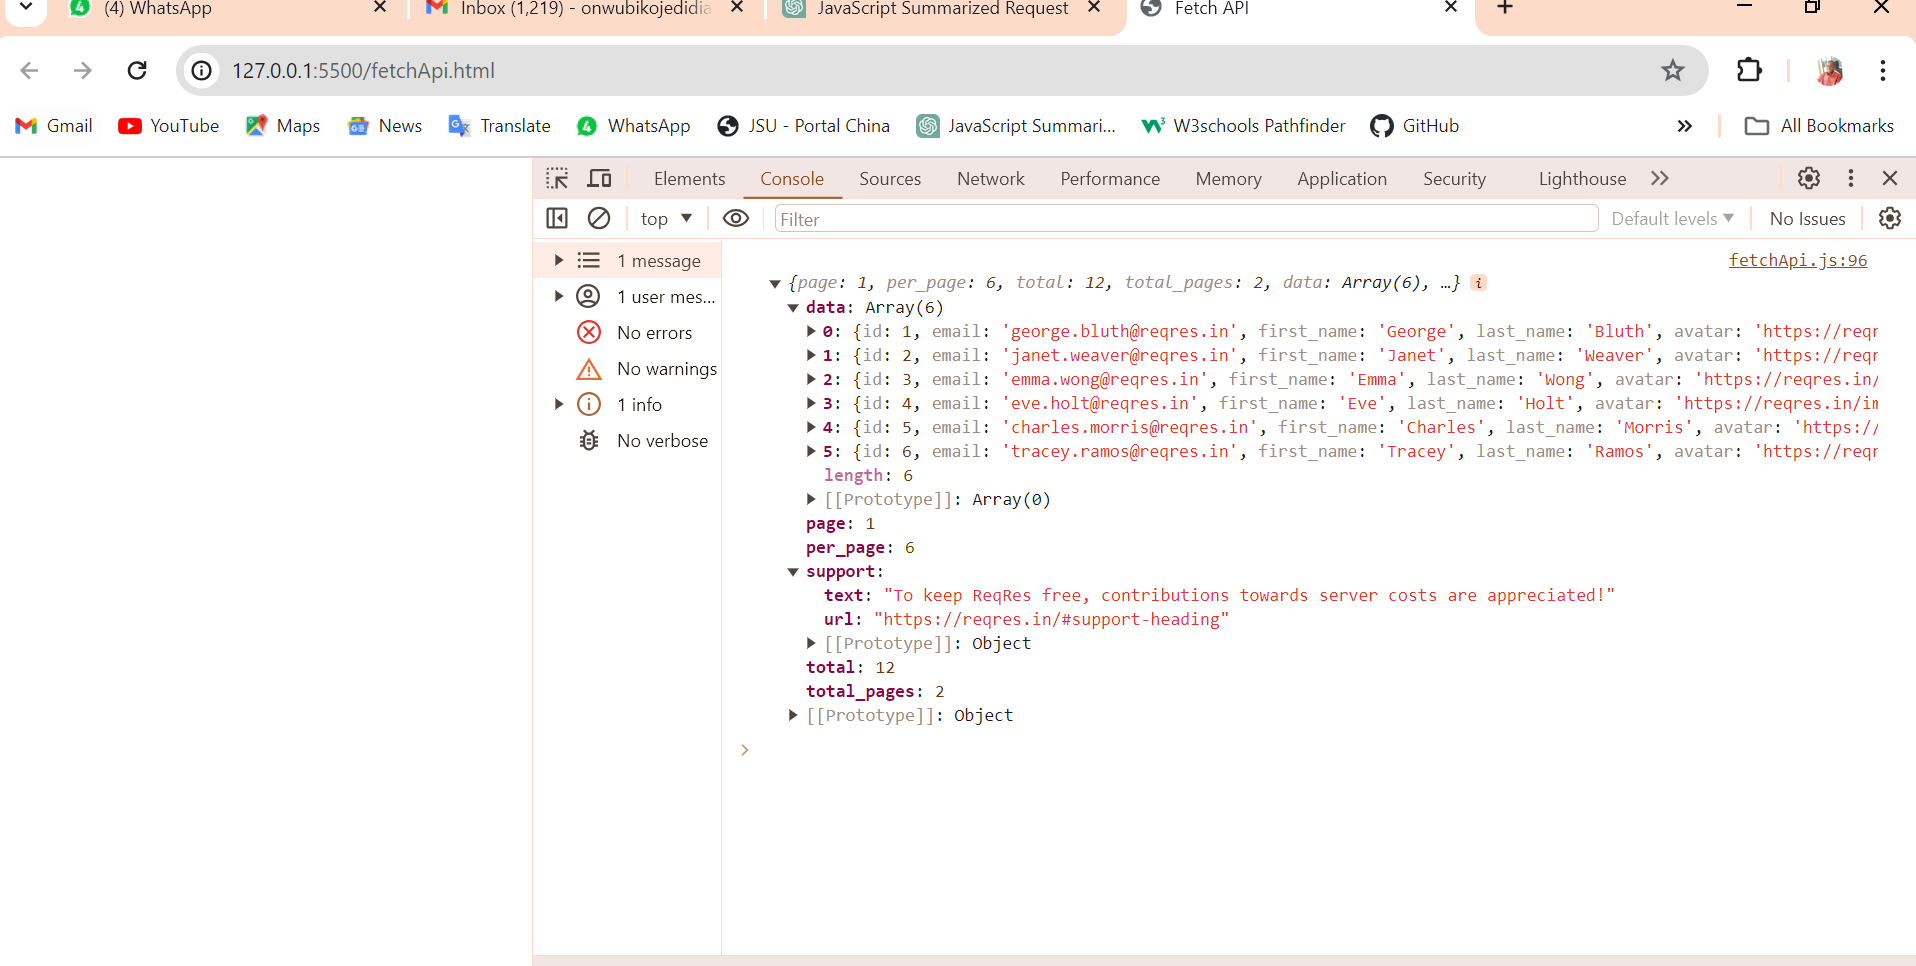 (4) WhatsApp
Inbox (1,219) - onwubikojedidia
JavaScript Summarized Request
Fetch API
127.0.0.1:5500/fetchApi.html
Gmail YouTube Maps News Translate WhatsApp JSU - Portal China JavaScript Summari... W3schools Pathfinder GitHub All Bookmarks
Elements Console Sources Network Performance Memory Application Security Lighthouse
top Filter Default levels No Issues
1 message
1 user mes...
No errors
No warnings
1 info
No verbose
fetchApi.js:96
{page: 1, per_page: 6, total: 12, total_pages: 2, data: Array(6), …} i
data: Array(6)
0: {id: 1, email: 'george.bluth@reqres.in', first_name: 'George', last_name: 'Bluth', avatar: 'https://reqr
1: {id: 2, email: 'janet.weaver@reqres.in', first_name: 'Janet', last_name: 'Weaver', avatar: 'https://reqr
2: {id: 3, email: 'emma.wong@reqres.in', first_name: 'Emma', last_name: 'Wong', avatar: 'https://reqres.in/
3: {id: 4, email: 'eve.holt@reqres.in', first_name: 'Eve', last_name: 'Holt', avatar: 'https://reqres.in/im
4: {id: 5, email: 'charles.morris@reqres.in', first_name: 'Charles', last_name: 'Morris', avatar: 'https://
5: {id: 6, email: 'tracey.ramos@reqres.in', first_name: 'Tracey', last_name: 'Ramos', avatar: 'https://reqr
length: 6
[[Prototype]]: Array(0)
page: 1
per_page: 6
support:
text: "To keep ReqRes free, contributions towards server costs are appreciated!"
url: "https://reqres.in/#support-heading"
[[Prototype]]: Object
total: 12
total_pages: 2
[[Prototype]]: Object